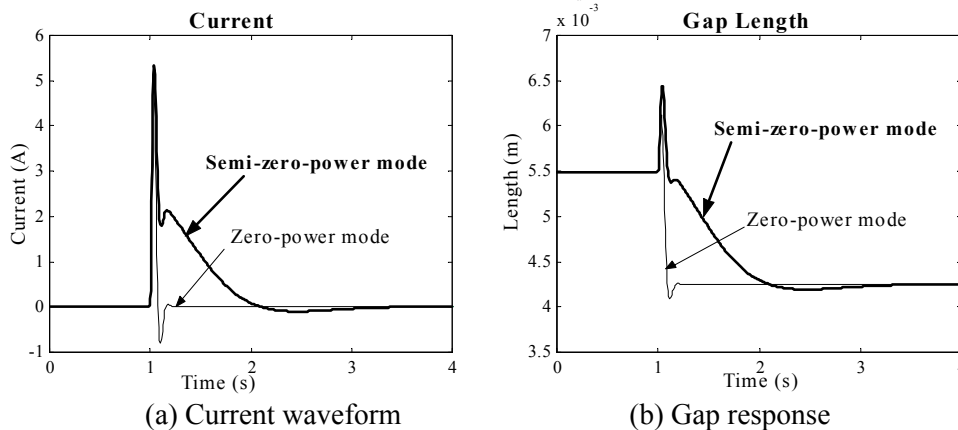 Current
6
5
4
3
2
1
0
-1
Current (A)
Semi-zero-power mode
Zero-power mode
0
1
2
3
4
Time (s)
(a) Current waveform
x 10^-3
Gap Length
7
6.5
6
5.5
5
4.5
4
3.5
Length (m)
Semi-zero-power mode
Zero-power mode
0
1
2
3
Time (s)
(b) Gap response